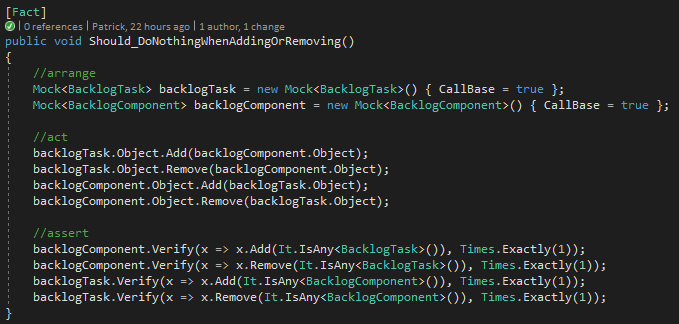 [Fact]
| 0 references | Patrick, 22 hours ago | 1 author, 1 change
public void Should_DoNothingWhenAddingOrRemoving()
{
//arrange
Mock<BacklogTask> backlogTask = new Mock<BacklogTask>() { CallBase = true };
Mock<BacklogComponent> backlogComponent = new Mock<BacklogComponent>() { CallBase = true };
//act
backlogTask.Object.Add(backlogComponent.Object);
backlogTask.Object.Remove(backlogComponent.Object);
backlogComponent.Object.Add(backlogTask.Object);
backlogComponent.Object.Remove(backlogTask.Object);
//assert
backlogComponent.Verify(x => x.Add(It.IsAny<BacklogTask>()), Times.Exactly(1));
backlogComponent.Verify(x => x.Remove(It.IsAny<BacklogTask>()), Times.Exactly(1));
backlogTask.Verify(x => x.Add(It.IsAny<BacklogComponent>()), Times.Exactly(1));
backlogTask.Verify(x => x.Remove(It.IsAny<BacklogComponent>()), Times.Exactly(1));
}